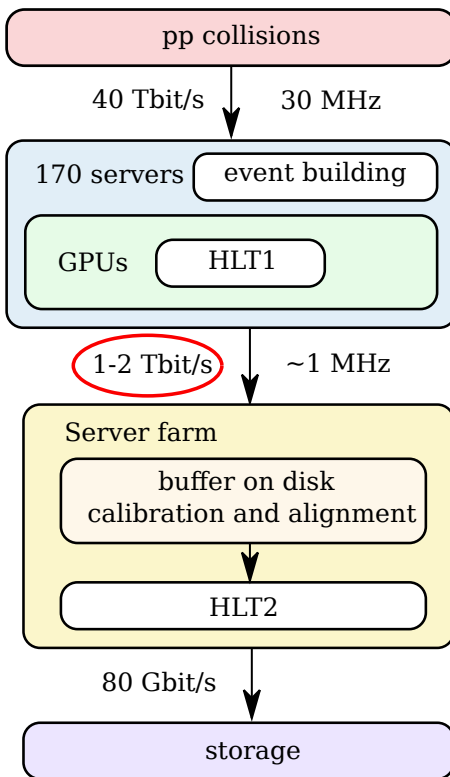 pp collisions
40 Tbit/s 30 MHz
170 servers event building
GPUs HLT1
1-2 Tbit/s ~1 MHz
Server farm
buffer on disk
calibration and alignment
HLT2
80 Gbit/s
storage